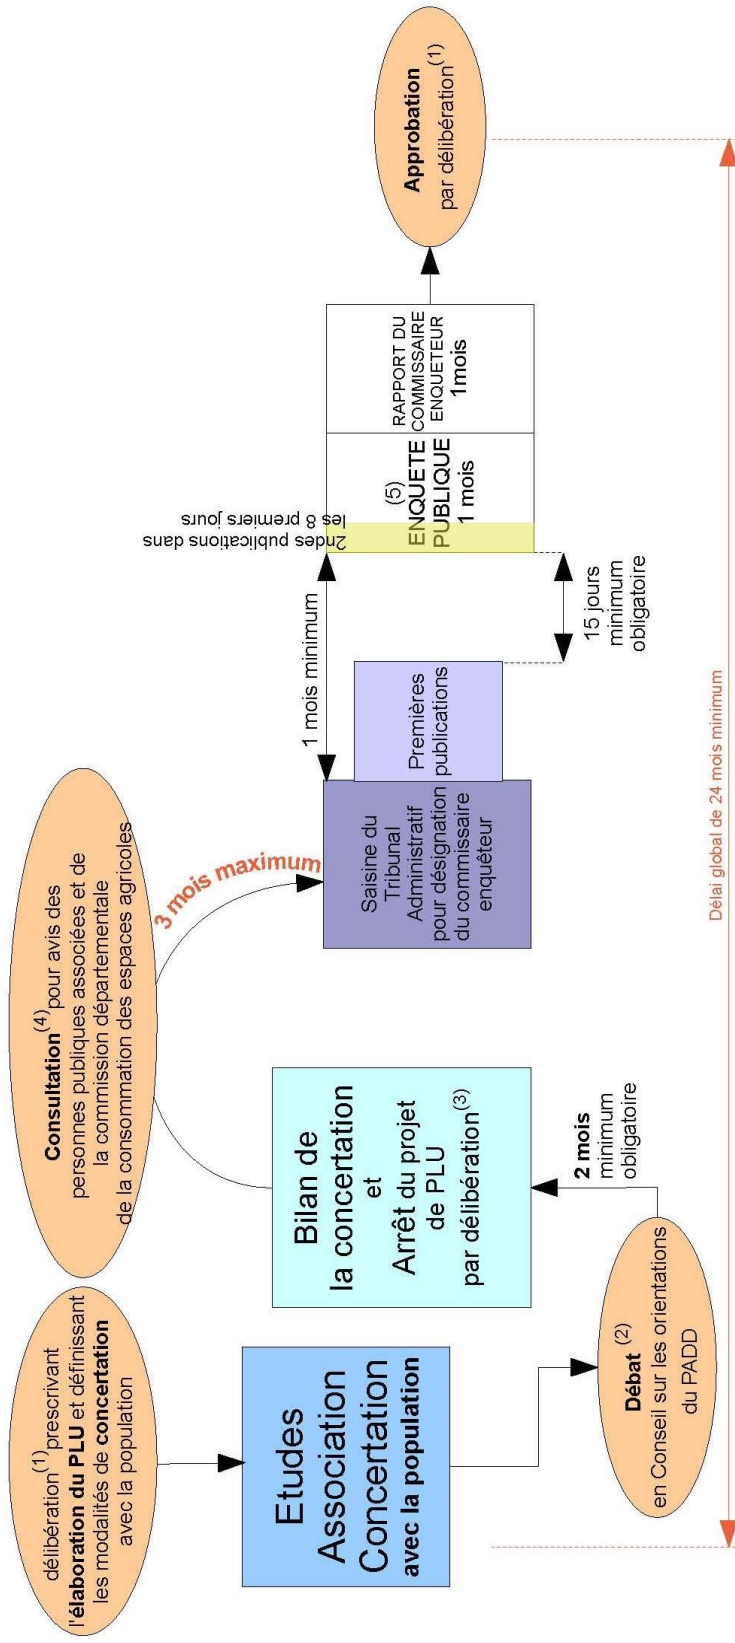 délibération(1)prescrivant
l'élaboration du PLU et définissant
les modalités de concertation
avec la population
Etudes
Association
Concertation
avec la population
Débat (2)
en Conseil sur les orientations
du PADD
2 mois
minimum
obligatoire
Bilan de
la concertation
et
Arrêt du projet
de PLU
par délibération(3)
Consultation(4)pour avis des
personnes publiques associées et de
la commission départementale
de la consommation des espaces agricoles
3 mois maximum
Saisine du
Tribunal
Administratif
pour désignation
du commissaire
enquêteur
Premières
publications
1 mois minimum
15 jours
minimum
obligatoire
2ndes publications dans
les 8 premiers jours
(5)
ENQUETE
PUBLIQUE
1 mois
RAPPORT DU
COMMISSAIRE
ENQUETEUR
1mois
Approbation
par délibération(1)
Délai global de 24 mois minimum